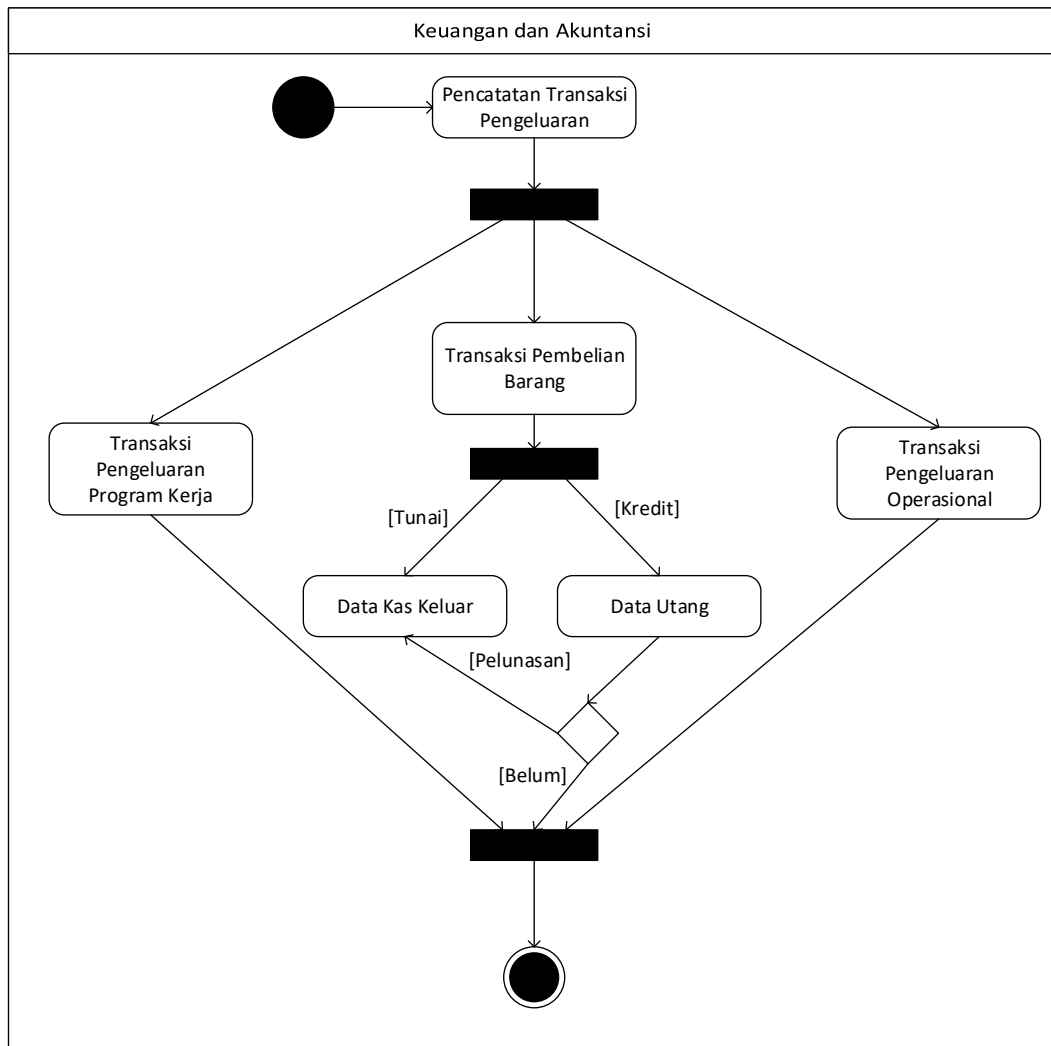 Keuangan dan Akuntansi
Pencatatan Transaksi
Pengeluaran
Transaksi Pembelian
Barang
Transaksi
Pengeluaran
Program Kerja
Transaksi
Pengeluaran
Operasional
[Tunai]
[Kredit]
Data Kas Keluar
Data Utang
[Pelunasan]
[Belum]